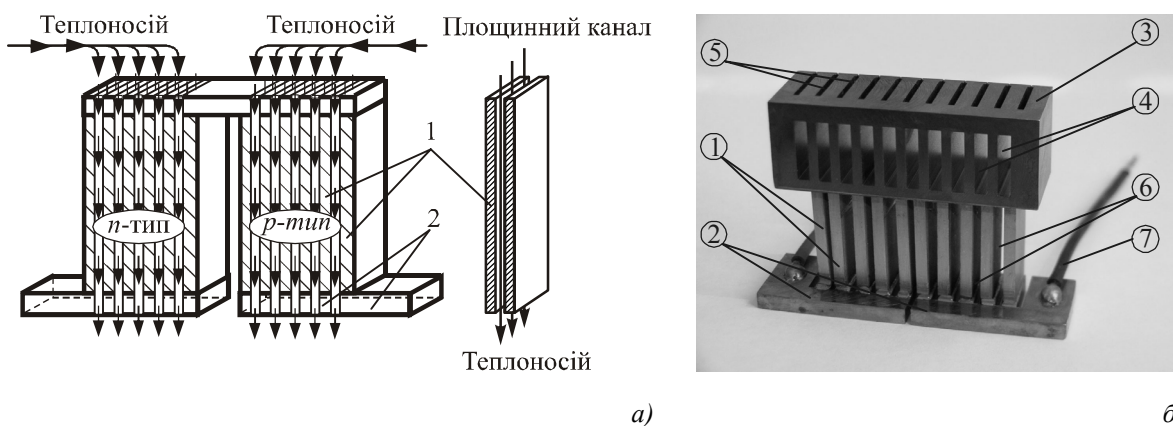 Теплоносій Теплоносій Площинний канал
1
n-тип p-тип
2
Теплоносій
а)
5 3
4
1
6
2 7
б